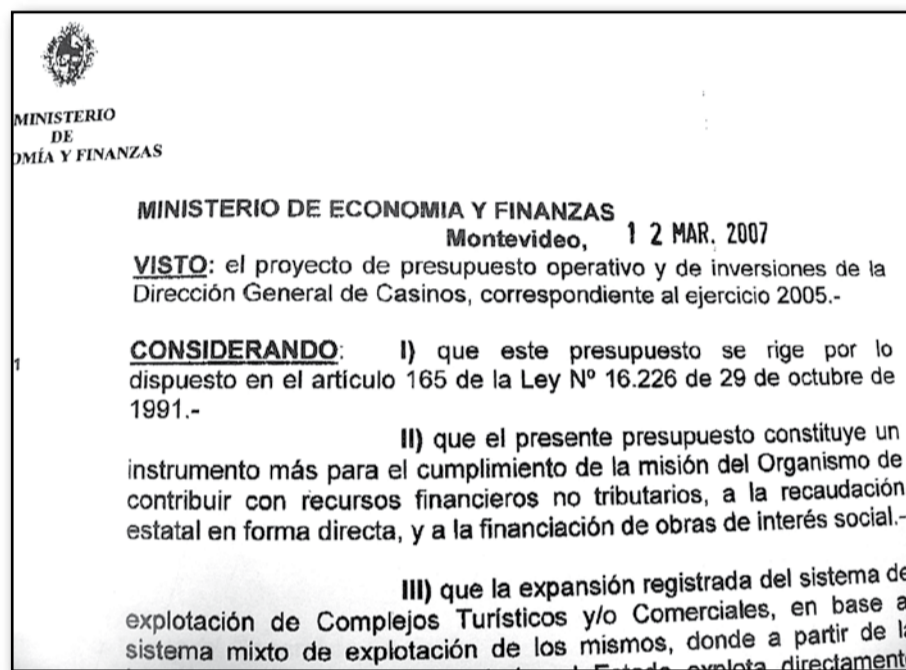 MINISTERIO
DE
OMÍA Y FINANZAS
MINISTERIO DE ECONOMIA Y FINANZAS
Montevideo, 12 MAR. 2007
VISTO: el proyecto de presupuesto operativo y de inversiones de la
Dirección General de Casinos, correspondiente al ejercicio 2005.-
1
CONSIDERANDO: I) que este presupuesto se rige por lo
dispuesto en el artículo 165 de la Ley Nº 16.226 de 29 de octubre de
1991.-
II) que el presente presupuesto constituye un
instrumento más para el cumplimiento de la misión del Organismo de
contribuir con recursos financieros no tributarios, a la recaudación
estatal en forma directa, y a la financiación de obras de interés social.-
III) que la expansión registrada del sistema de
explotación de Complejos Turísticos y/o Comerciales, en base a
sistema mixto de explotación de los mismos, donde a partir de la
Estado explota directamente